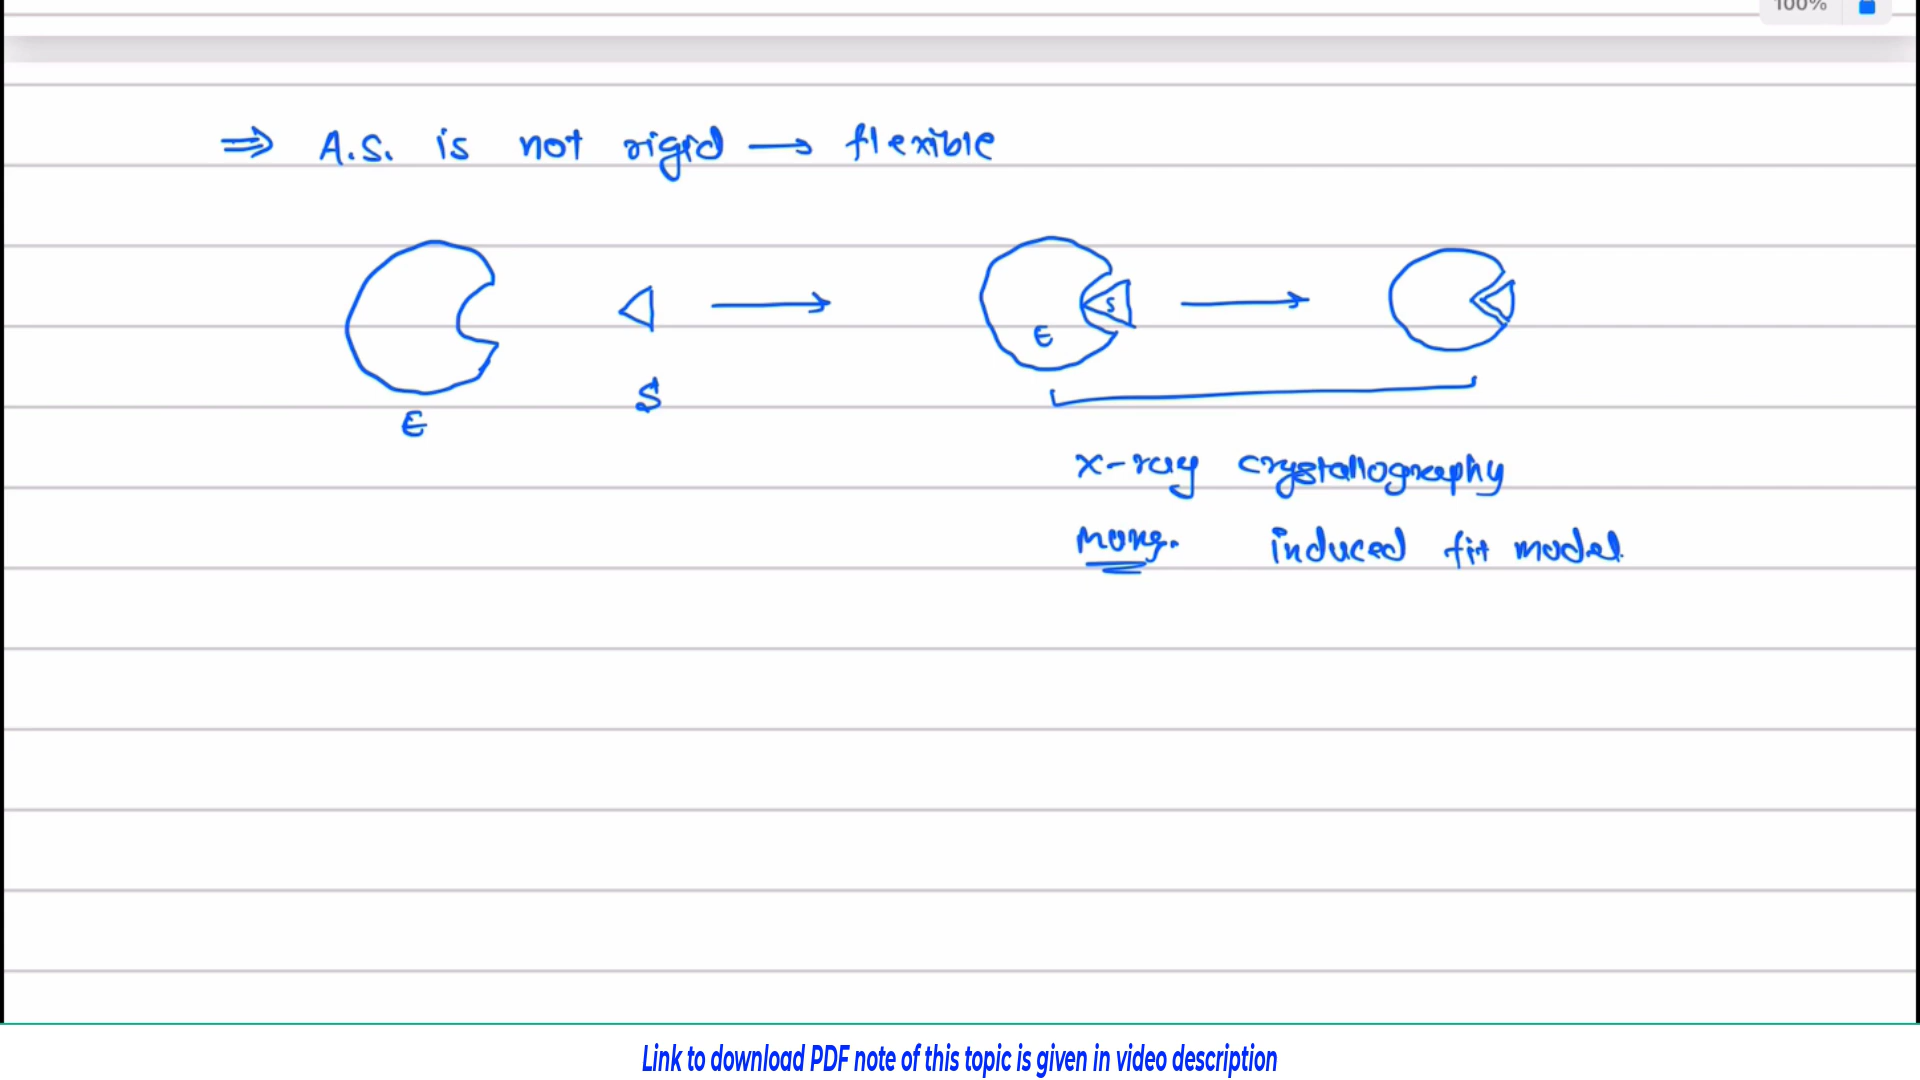 100%
⇒ A.S. is not rigid → flexible
S
E
S
E
x-ray crystallography
induced fit model.
Link to download PDF note of this topic is given in video description